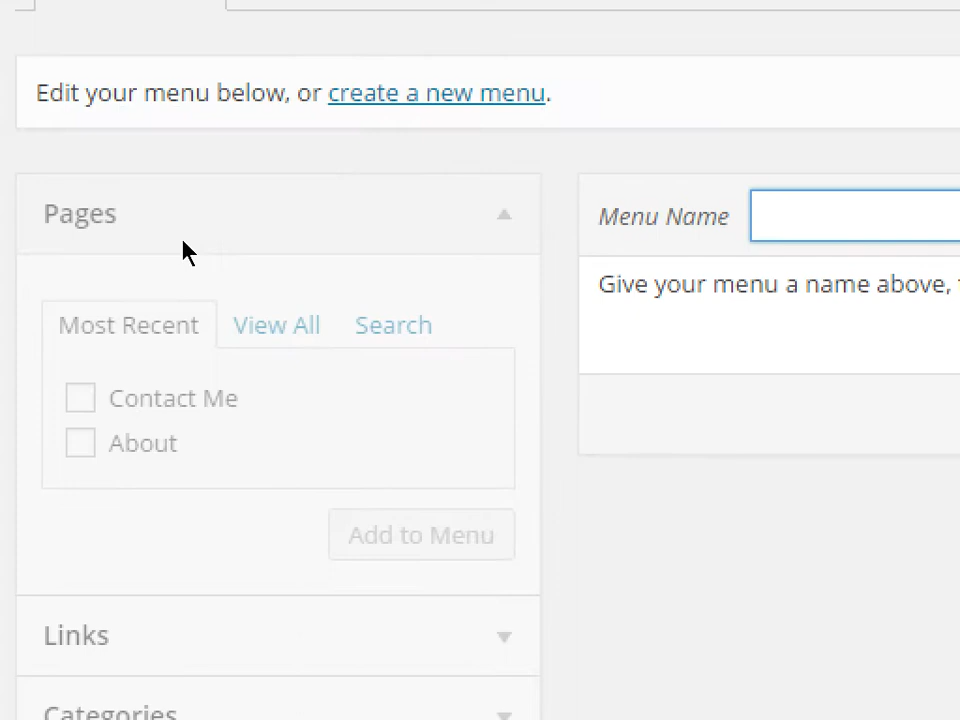 Edit your menu below, or create a new menu.
Pages
Menu Name
Give your menu a name above,
Most Recent View All Search
Contact Me
About
Add to Menu
Links
Categories